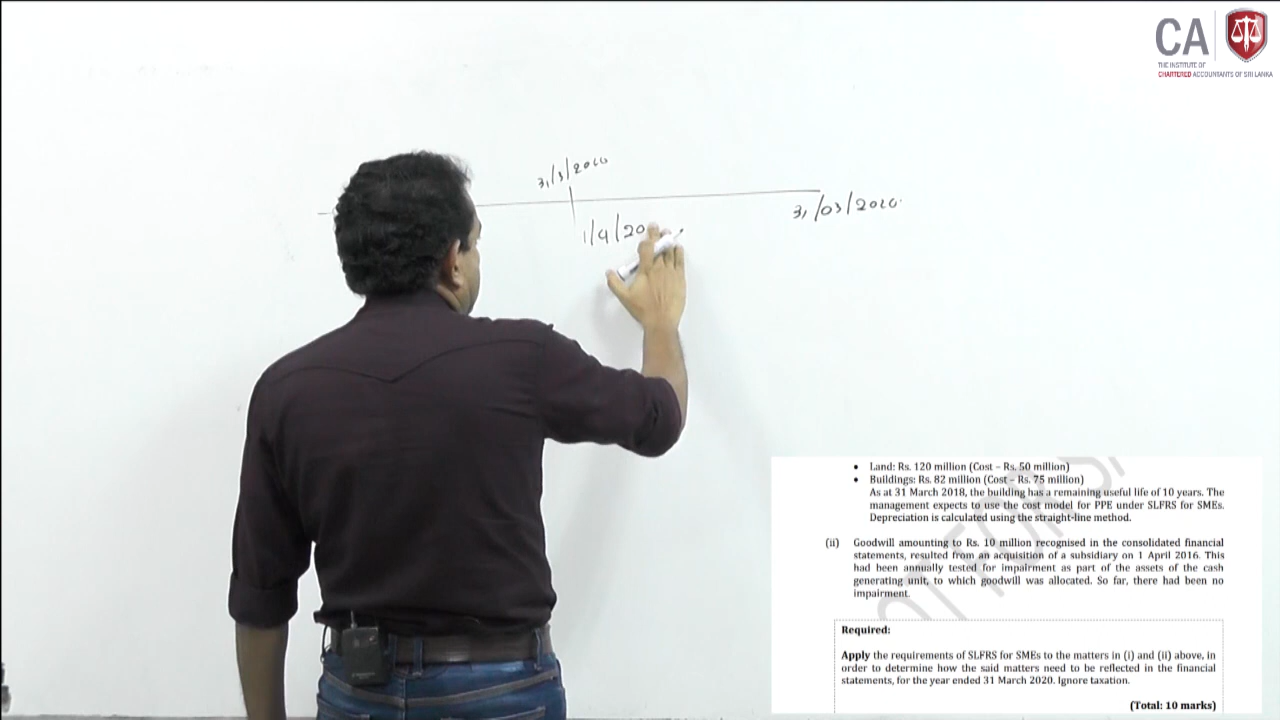 CA
THE INSTITUTE OF
CHARTERED ACCOUNTANTS OF SRI LANKA
31/03/2020
• Land: Rs. 120 million (Cost – Rs. 50 million)
• Buildings: Rs. 82 million (Cost – Rs. 75 million)
As at 31 March 2018, the building has a remaining useful life of 10 years. The
management expects to use the cost model for PPE under SLFRS for SMEs.
Depreciation is calculated using the straight-line method.
(ii) Goodwill amounting to Rs. 10 million recognised in the consolidated financial
statements, resulted from an acquisition of a subsidiary on 1 April 2016. This
had been annually tested for impairment as part of the assets of the cash
generating unit, to which goodwill was allocated. So far, there had been no
impairment.
Required:
Apply the requirements of SLFRS for SMEs to the matters in (i) and (ii) above, in
order to determine how the said matters need to be reflected in the financial
statements, for the year ended 31 March 2020. Ignore taxation.
(Total: 10 marks)